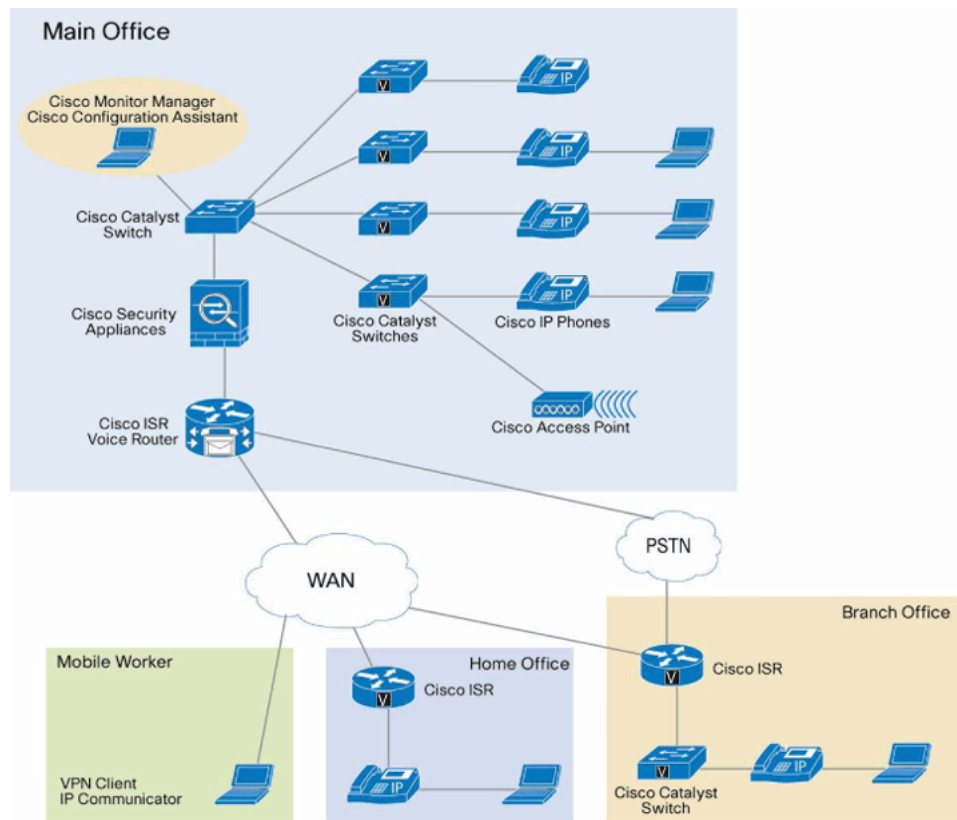 Main Office
Cisco Monitor Manager
Cisco Configuration Assistant
V
IP
V
IP
Cisco Catalyst
Switch
V
IP
V
IP
Cisco Security
Appliances
Cisco Catalyst
Switches
Cisco IP Phones
Cisco ISR
Voice Router
Cisco Access Point
PSTN
WAN
Branch Office
Mobile Worker
Home Office
V
Cisco ISR
V
Cisco ISR
VPN Client
IP Communicator
IP
V
IP
Cisco Catalyst
Switch